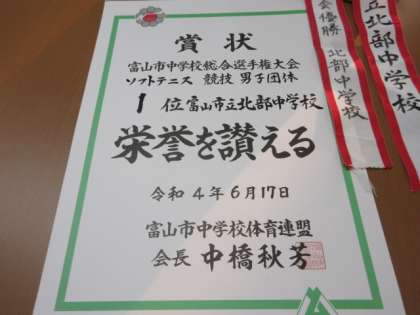 賞状
富山市中学校総合選手権大会
ソフトテニス 競技 男子団体
1 位 富山市立北部中学校
栄誉を讃える
令和 4 年 6 月 17 日
富山市中学校体育連盟
会長 中橋秋芳
会優勝 北部中学校
立北部中学校